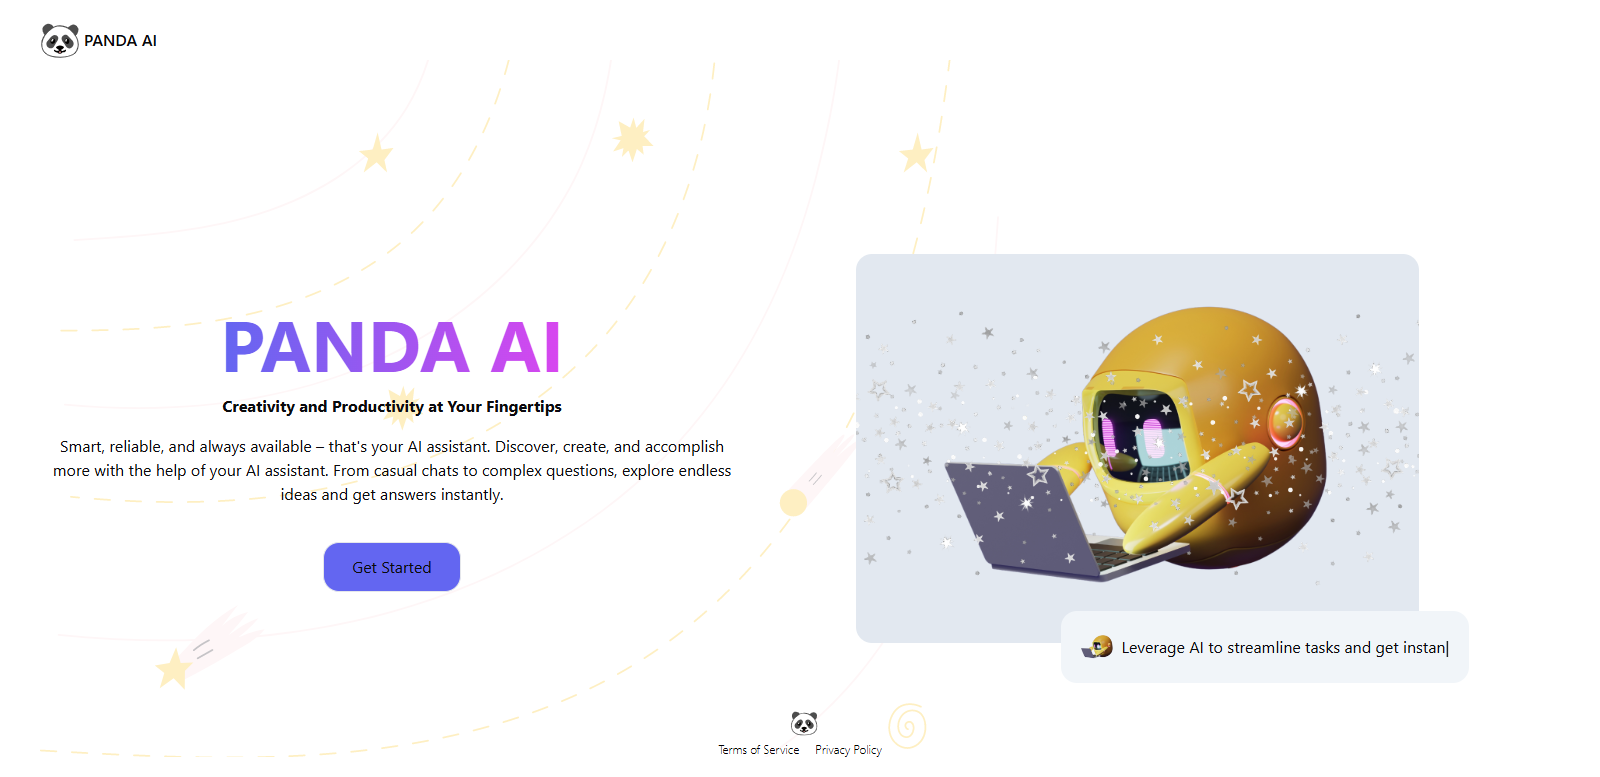 PANDA AI
PANDA AI
Creativity and Productivity at Your Fingertips
Smart, reliable, and always available – that's your AI assistant. Discover, create, and accomplish
more with the help of your AI assistant. From casual chats to complex questions, explore endless
ideas and get answers instantly.
Get Started
Leverage AI to streamline tasks and get instan|
Terms of Service Privacy Policy